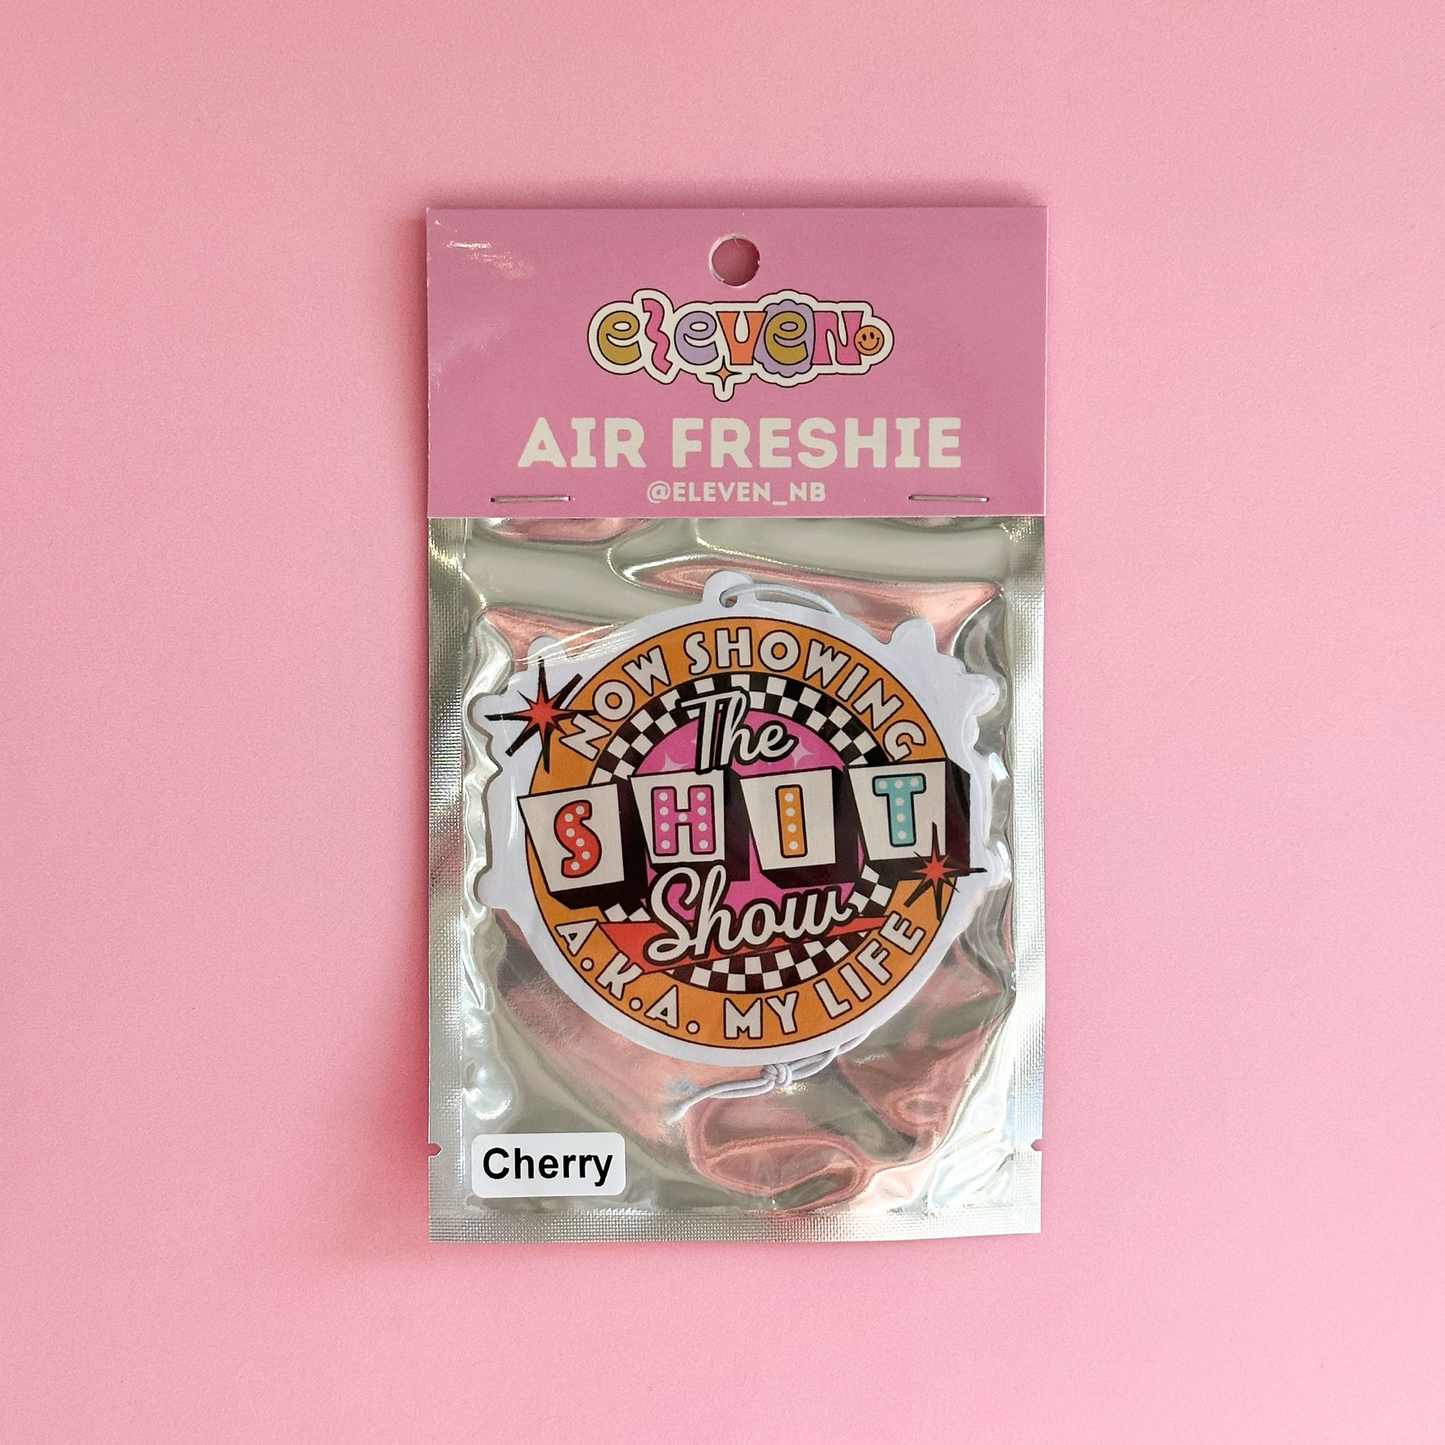 eleven
AIR FRESHIE
@ELEVEN_NB
NOW SHOWING
The
SHIT
Show
A.K.A. MY LIFE
Cherry